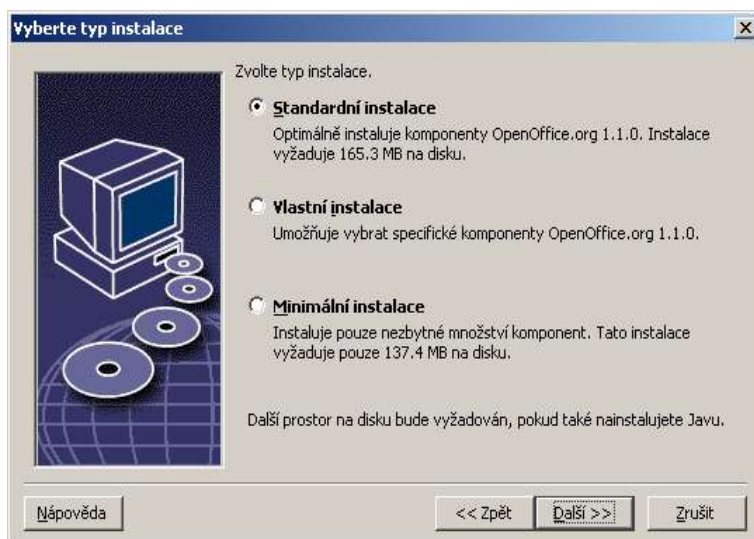 Vyberte typ instalace
Zvolte typ instalace.
Standardní instalace
Optimálně instaluje komponenty OpenOffice.org 1.1.0. Instalace
vyžaduje 165.3 MB na disku.
Vlastní instalace
Umožňuje vybrat specifické komponenty OpenOffice.org 1.1.0.
Minimální instalace
Instaluje pouze nezbytné množství komponent. Tato instalace
vyžaduje pouze 137.4 MB na disku.
Další prostor na disku bude vyžadován, pokud také nainstalujete Javu.
Nápověda
<< Zpět
Další >>
Zrušit